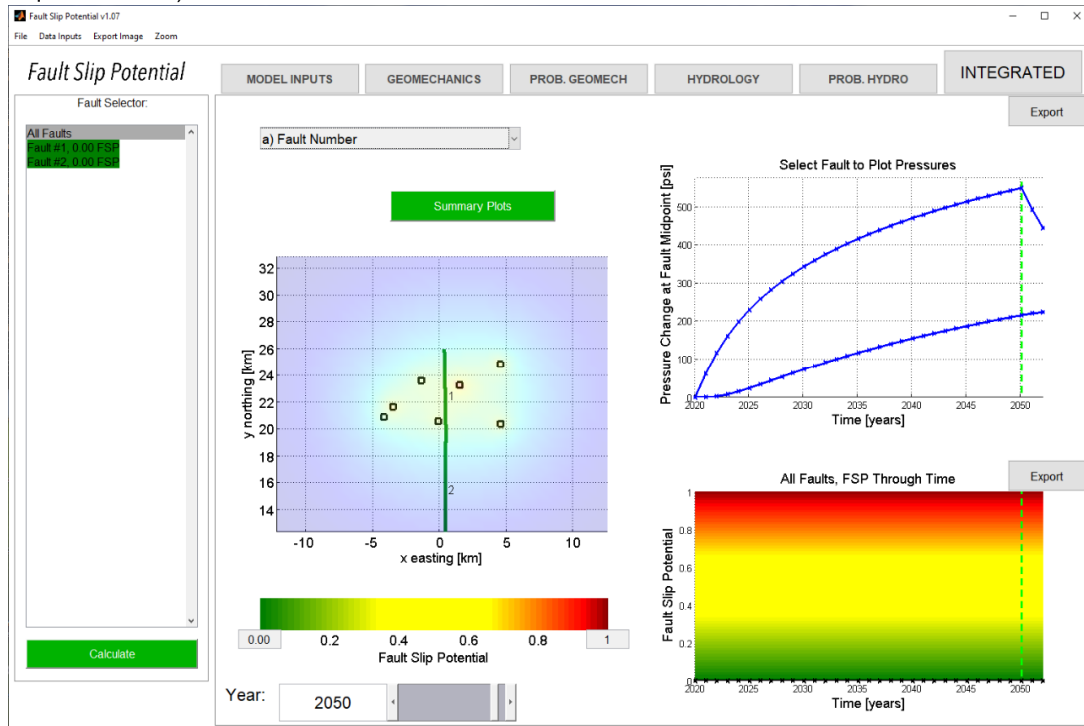 Fault Slip Potential v1.07
File Data Inputs Export Image Zoom
Fault Slip Potential
MODEL INPUTS
GEOMECHANICS
PROB. GEOMECH
HYDROLOGY
PROB. HYDRO
INTEGRATED
Export
Fault Selector:
All Faults
Fault #1, 0.00 FSP
Fault #2, 0.00 FSP
Calculate
a) Fault Number
Summary Plots
32
30
28
26
24
22
20
18
16
14
y northing [km]
1
2
-10 -5 0 5 10
x easting [km]
0.00 0.2 0.4 0.6 0.8 1
Fault Slip Potential
Year: 2050
Select Fault to Plot Pressures
Pressure Change at Fault Midpoint [psi]
500
400
300
200
100
0
2020 2025 2030 2035 2040 2045 2050
Time [years]
Export
All Faults, FSP Through Time
Fault Slip Potential
1
0.8
0.6
0.4
0.2
0
2020 2025 2030 2035 2040 2045 2050
Time [years]